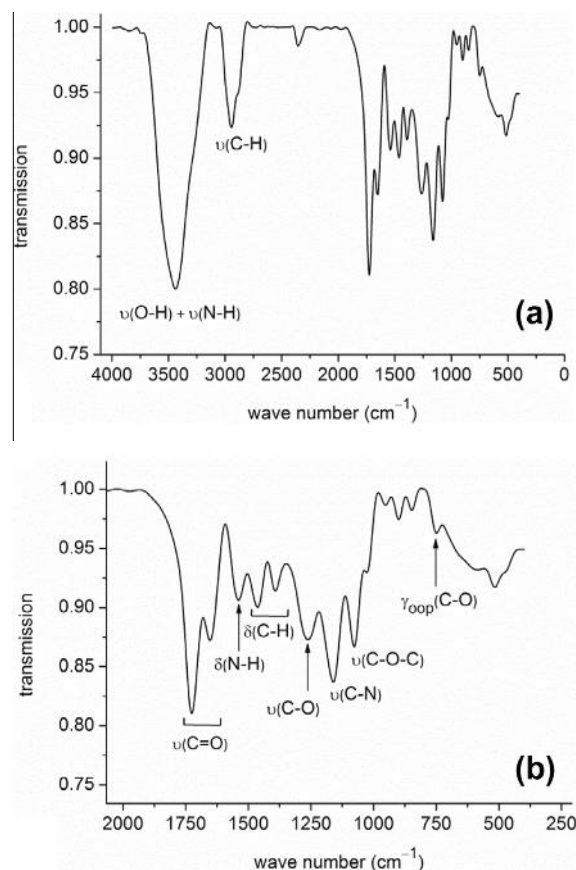 1.00
0.95
0.90
0.85
0.80
0.75
transmission
υ(C-H)
υ(O-H) + υ(N-H)
(a)
4000 3500 3000 2500 2000 1500 1000 500 0
wave number (cm⁻¹)
1.00
0.95
0.90
0.85
0.80
0.75
transmission
γoop(C-O)
δ(N-H)
δ(C-H)
υ(C-O-C)
υ(C-O)
υ(C-N)
υ(C=O)
(b)
2000 1750 1500 1250 1000 750 500 250
wave number (cm⁻¹)